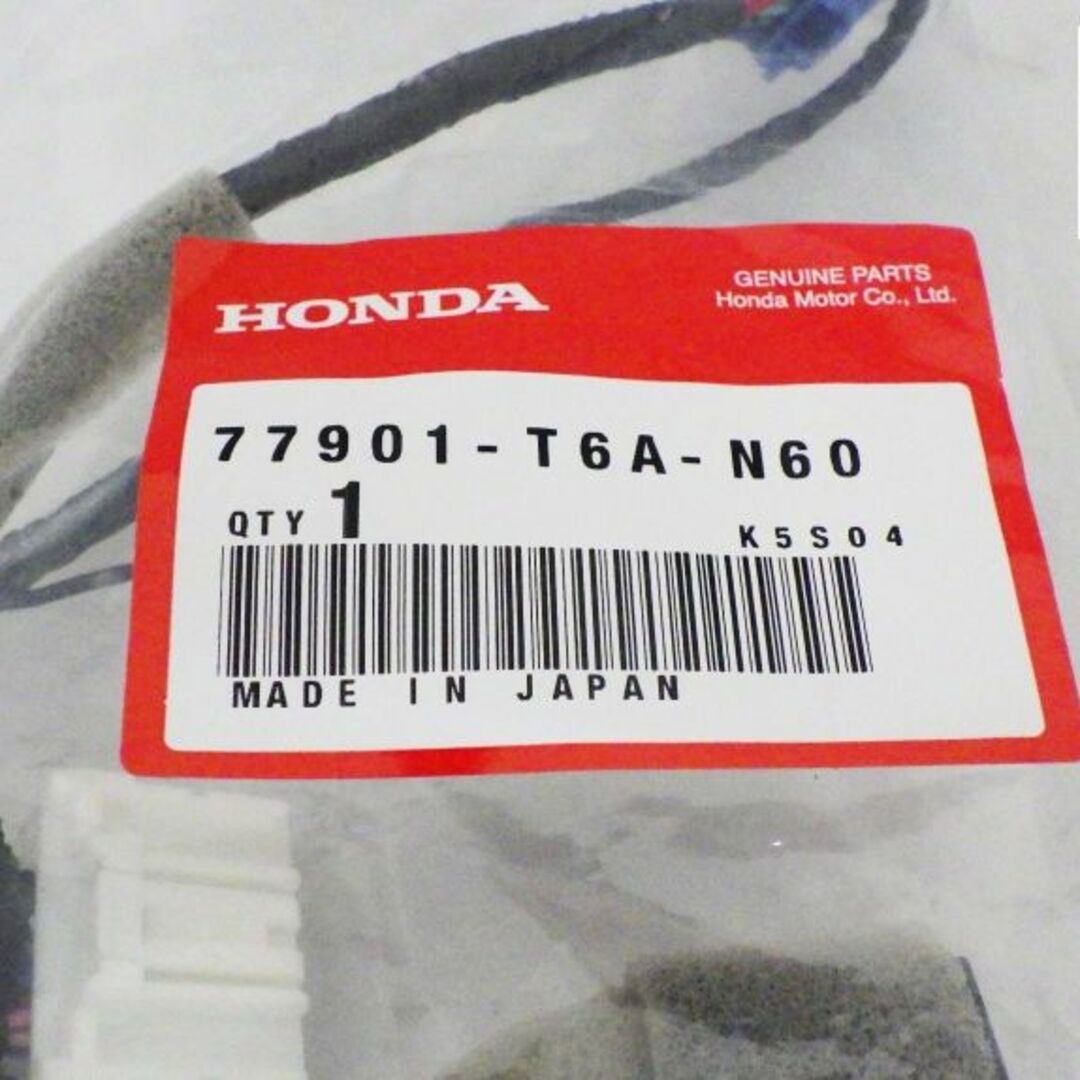 HONDA
GENUINE PARTS
Honda Motor Co., Ltd.
77901-T6A-N60
QTY 1
K5S04
MADE IN JAPAN